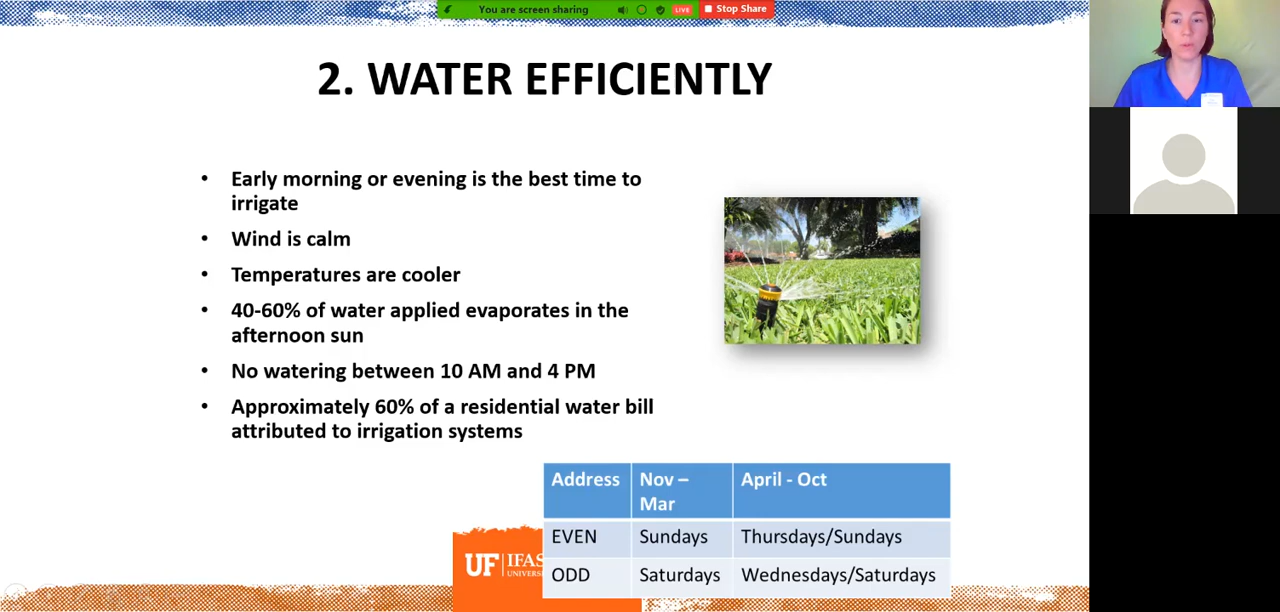 You are screen sharing
LIVE
Stop Share
2. WATER EFFICIENTLY
• Early morning or evening is the best time to
irrigate
• Wind is calm
• Temperatures are cooler
• 40-60% of water applied evaporates in the
afternoon sun
• No watering between 10 AM and 4 PM
• Approximately 60% of a residential water bill
attributed to irrigation systems
Address Nov – April - Oct
Mar
EVEN Sundays Thursdays/Sundays
ODD Saturdays Wednesdays/Saturdays
UF IFAS